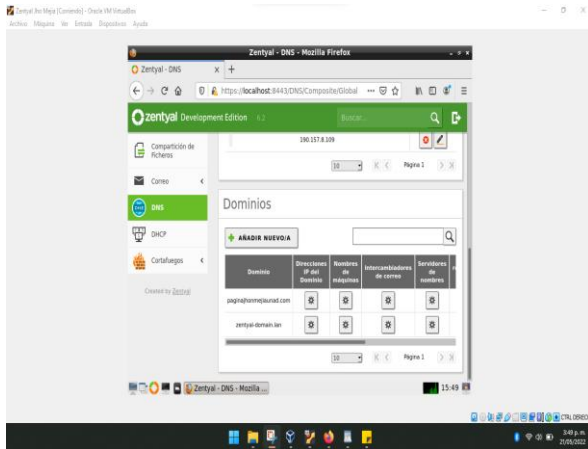 Zentyal Jhn Mejia [Corriendo] - Oracle VM VirtualBox
Archivo Máquina Ver Entrada Dispositivos Ayuda
Zentyal - DNS - Mozilla Firefox
Zentyal - DNS
https://localhost:8443/DNS/Composite/Global
zentyal Development Edition 6.2
Buscar...
Compartición de
Ficheros
190.157.8.109
10 Página 1
Correo
DNS
Dominios
DHCP
AÑADIR NUEVO/A
Cortafuegos
Dominio
Direcciones IP del Dominio
Nombres de máquinas
Intercambiadores de correo
Servidores de nombres
Created by Zentyal
paginajhonmejiaunad.com
zentyal-domain.lan
10 Página 1
Zentyal - DNS - Mozilla ...
15:49
CTRL DERECHO
3:49 p. m.
21/05/2022